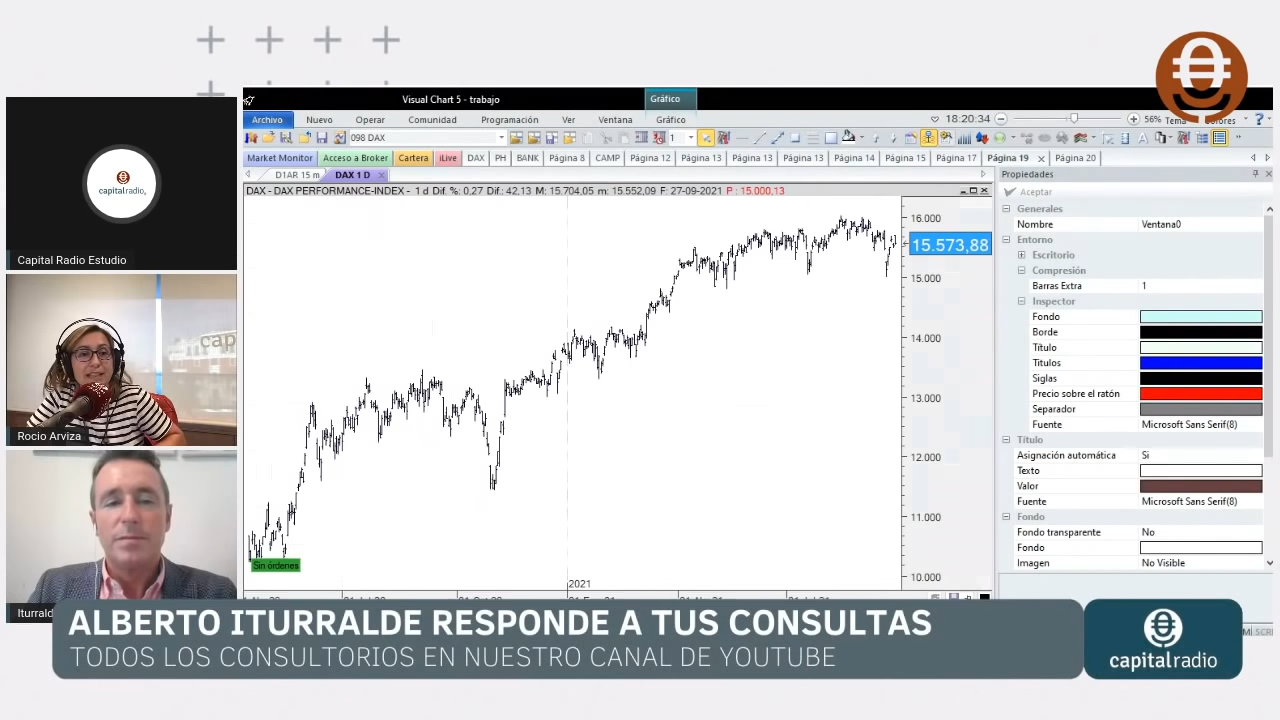 Visual Chart 5 - trabajo
Gráfico
Archivo Nuevo Operar Comunidad Programación Ver Ventana Gráfico
18:20:34 56% Tema
098 DAX
1
Market Monitor Acceso a Broker Cartera iLive DAX PH BANK Página 8 CAMP Página 12 Página 13 Página 13 Página 13 Página 14 Página 15 Página 17 Página 19 Página 20
D1AR 15 m DAX 1 D
DAX - DAX PERFORMANCE-INDEX - 1 d Dif. %: 0,27 Dif.: 42,13 M: 15.704,05 m: 15.552,09 F: 27-09-2021 P : 15.000,13
16.000
15.573,88
15.000
14.000
13.000
12.000
11.000
10.000
Sin órdenes
2021
Propiedades
Aceptar
Generales
Nombre Ventana0
Entorno
Escritorio
Compresión
Barras Extra 1
Inspector
Fondo
Borde
Título
Titulos
Siglas
Precio sobre el ratón
Separador
Fuente Microsoft Sans Serif(8)
Título
Asignación automática Si
Texto
Valor
Fuente Microsoft Sans Serif(8)
Fondo
Fondo transparente No
Fondo
Imagen No Visible
capitalradio
Capital Radio Estudio
cap
Rocio Arviza
Iturrald
ALBERTO ITURRALDE RESPONDE A TUS CONSULTAS
TODOS LOS CONSULTORIOS EN NUESTRO CANAL DE YOUTUBE
capitalradio